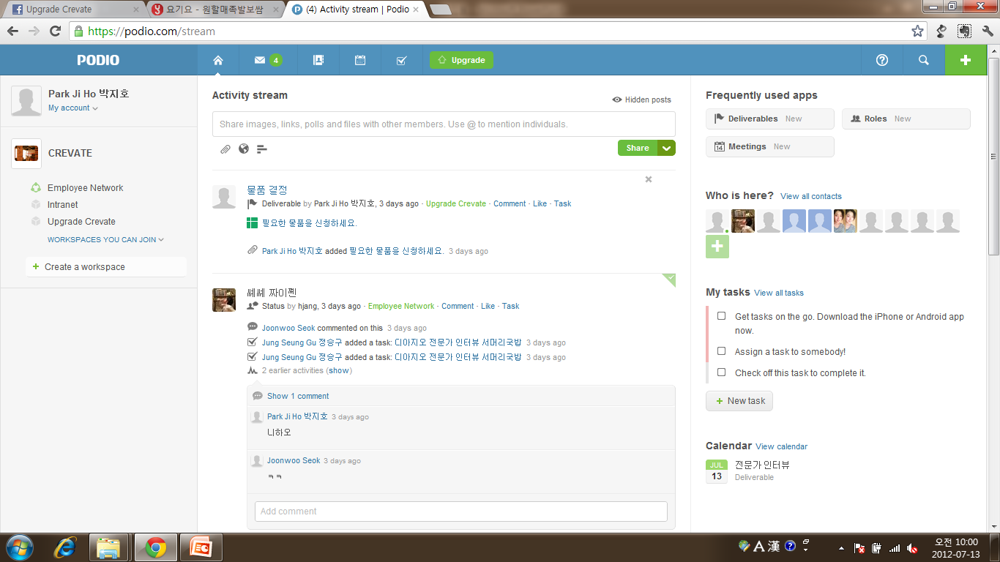 Upgrade Crevate
요기요 - 원할매족발보쌈
(4) Activity stream | Podio
https://podio.com/stream
PODIO
4
Upgrade
Park Ji Ho 박지호
My account
CREVATE
Employee Network
Intranet
Upgrade Crevate
WORKSPACES YOU CAN JOIN
+ Create a workspace
Activity stream
Hidden posts
Share images, links, polls and files with other members. Use @ to mention individuals.
Share
물품 결정
Deliverable by Park Ji Ho 박지호, 3 days ago · Upgrade Crevate · Comment · Like · Task
필요한 물품을 신청하세요.
Park Ji Ho 박지호 added 필요한 물품을 신청하세요. 3 days ago
쎄쎄 짜이찐
Status by hjang, 3 days ago · Employee Network · Comment · Like · Task
Joonwoo Seok commented on this 3 days ago
Jung Seung Gu 정승구 added a task: 디아지오 전문가 인터뷰 서머리국밥 3 days ago
Jung Seung Gu 정승구 added a task: 디아지오 전문가 인터뷰 서머리국밥 3 days ago
2 earlier activities (show)
Show 1 comment
Park Ji Ho 박지호 3 days ago
니하오
Joonwoo Seok 3 days ago
ㅋㅋ
Add comment
Frequently used apps
Deliverables New
Roles New
14 Meetings New
Who is here? View all contacts
My tasks View all tasks
Get tasks on the go. Download the iPhone or Android app
now.
Assign a task to somebody!
Check off this task to complete it.
+ New task
Calendar View calendar
JUL
13
전문가 인터뷰
Deliverable
A 漢
오전 10:00
2012-07-13